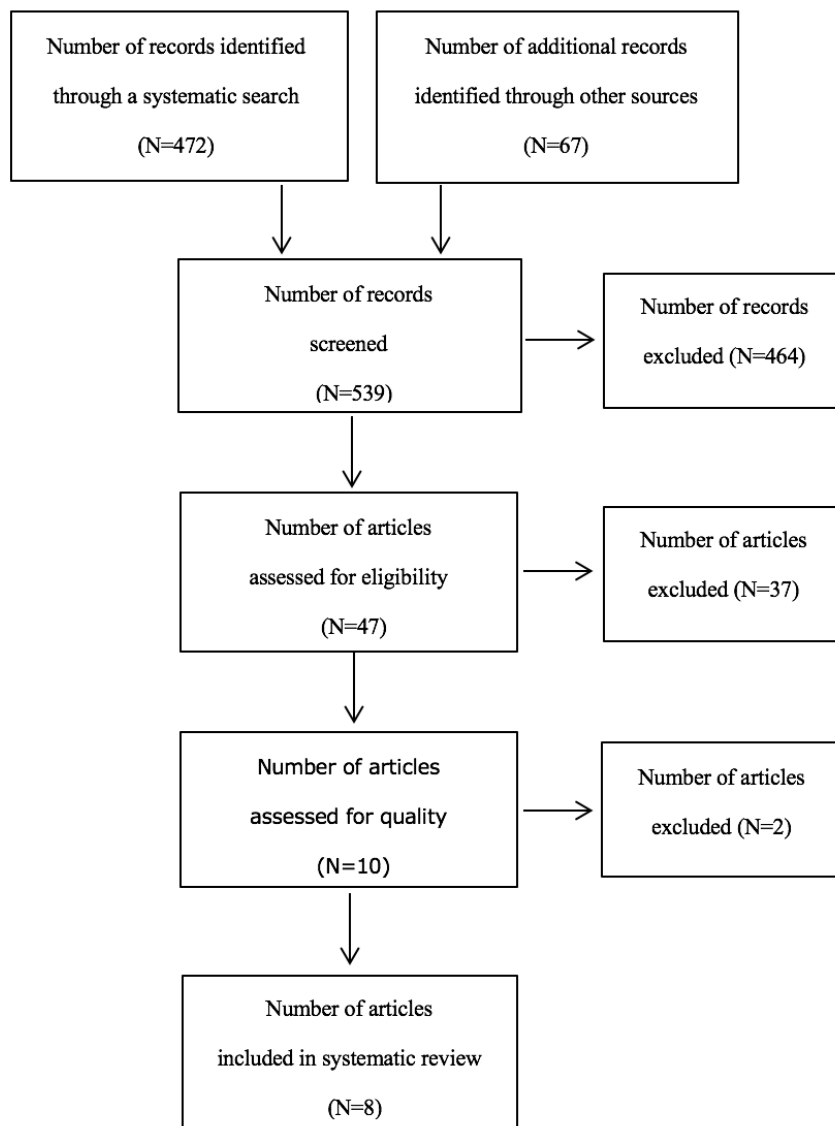 Number of records identified
through a systematic search
(N=472)
Number of additional records
identified through other sources
(N=67)
Number of records
screened
(N=539)
Number of records
excluded (N=464)
Number of articles
assessed for eligibility
(N=47)
Number of articles
excluded (N=37)
Number of articles
assessed for quality
(N=10)
Number of articles
excluded (N=2)
Number of articles
included in systematic review
(N=8)